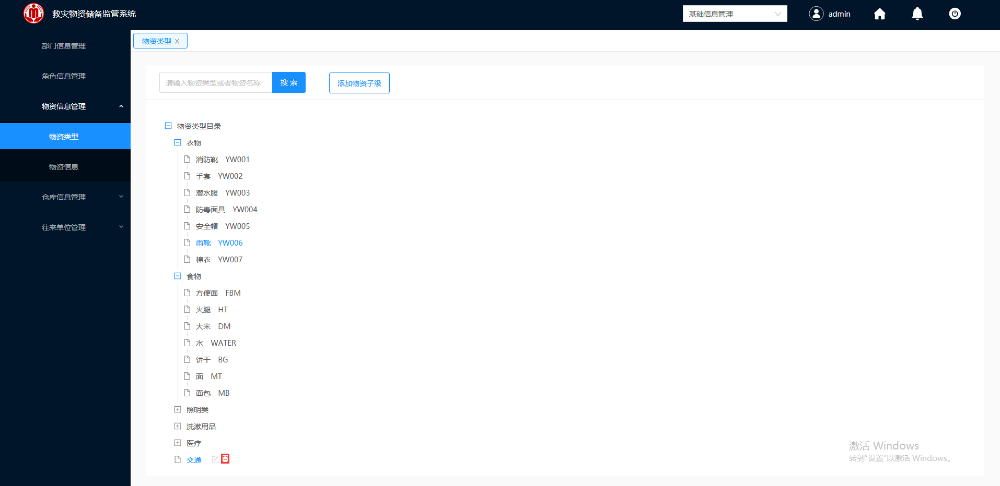 救灾物资储备监管系统
基础信息管理
admin
部门信息管理
角色信息管理
物资信息管理
物资类型
物资信息
仓库信息管理
往来单位管理
物资类型
请输入物资类型或者物资名称
搜 索
添加物资子级
物资类型目录
衣物
消防靴 YW001
手套 YW002
潜水服 YW003
防毒面具 YW004
安全帽 YW005
雨靴 YW006
棉衣 YW007
食物
方便面 FBM
火腿 HT
大米 DM
水 WATER
饼干 BG
面 MT
面包 MB
照明类
洗漱用品
医疗
交通
激活 Windows
转到“设置”以激活 Windows。